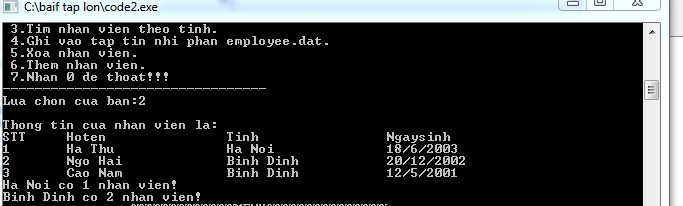 C:\baif tap lon\code2.exe
3.Tim nhan vien theo tinh.
4.Ghi vao tap tin nhi phan employee.dat.
5.Xoa nhan vien.
6.Them nhan vien.
7.Nhan 0 de thoat!!!
---------------------------------
Lua chon cua ban:2
Thong tin cua nhan vien la:
STT Hoten Tinh Ngaysinh
1 Ha Thu Ha Noi 18/6/2003
2 Ngo Hai Binh Dinh 20/12/2002
3 Cao Nam Binh Dinh 12/5/2001
Ha Noi co 1 nhan vien!
Binh Dinh co 2 nhan vien!